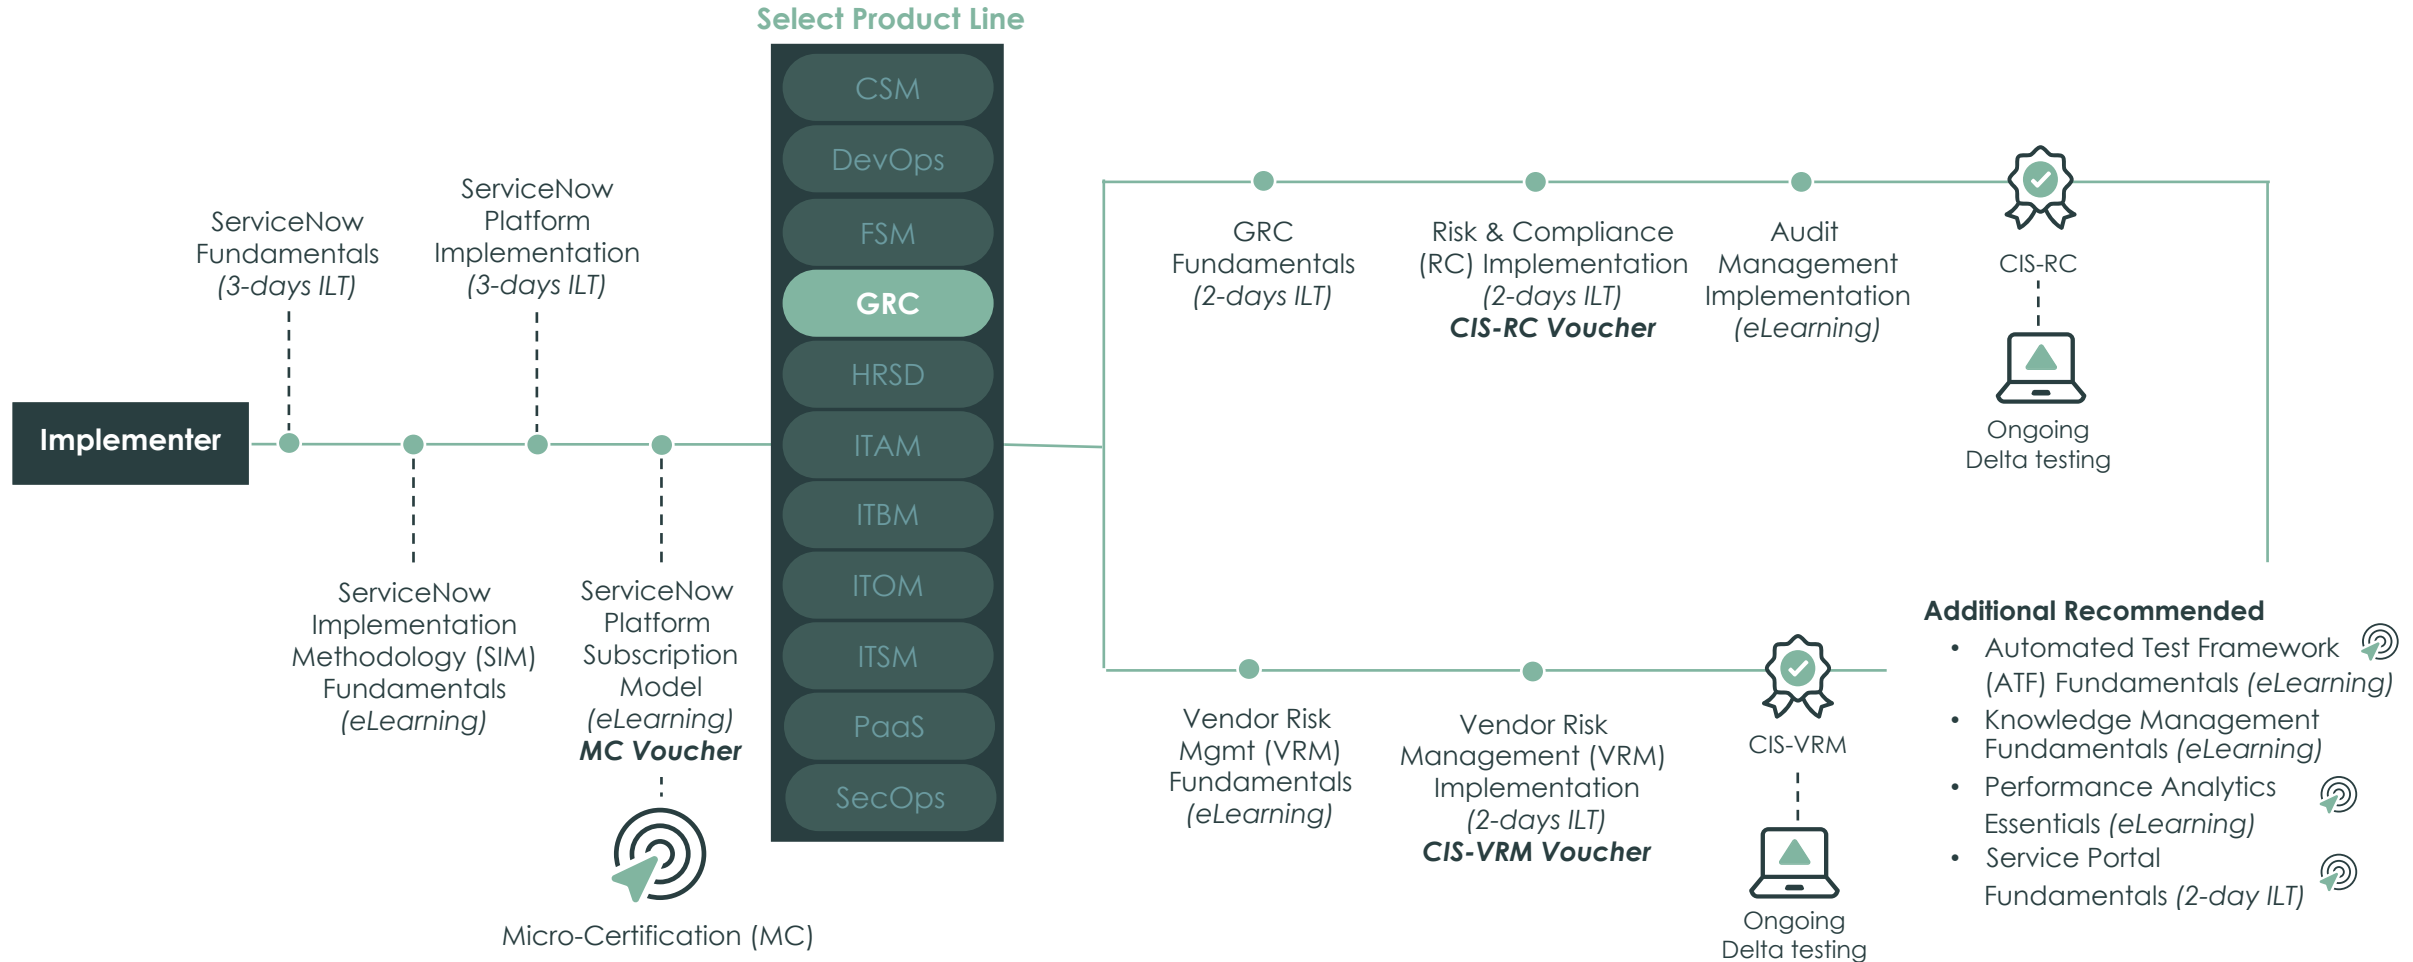 Select Product Line
CSM
DevOps
FSM
GRC
HRSD
ITAM
ITBM
ITOM
ITSM
PaaS
SecOps
Implementer
ServiceNow
Fundamentals
(3-days ILT)
ServiceNow
Implementation
Methodology (SIM)
Fundamentals
(eLearning)
ServiceNow
Platform
Implementation
(3-days ILT)
ServiceNow
Platform
Subscription
Model
(eLearning)
MC Voucher
Micro-Certification (MC)
GRC
Fundamentals
(2-days ILT)
Risk & Compliance
(RC) Implementation
(2-days ILT)
CIS-RC Voucher
Audit
Management
Implementation
(eLearning)
CIS-RC
Ongoing
Delta testing
Vendor Risk
Mgmt (VRM)
Fundamentals
(eLearning)
Vendor Risk
Management (VRM)
Implementation
(2-days ILT)
CIS-VRM Voucher
CIS-VRM
Ongoing
Delta testing
Additional Recommended
• Automated Test Framework
(ATF) Fundamentals (eLearning)
• Knowledge Management
Fundamentals (eLearning)
• Performance Analytics
Essentials (eLearning)
• Service Portal
Fundamentals (2-day ILT)